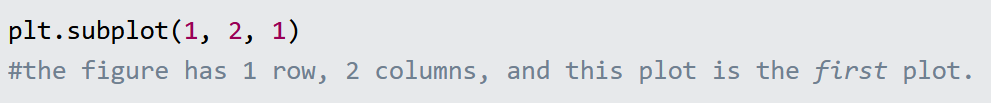 plt.subplot(1, 2, 1)
#the figure has 1 row, 2 columns, and this plot is the first plot.